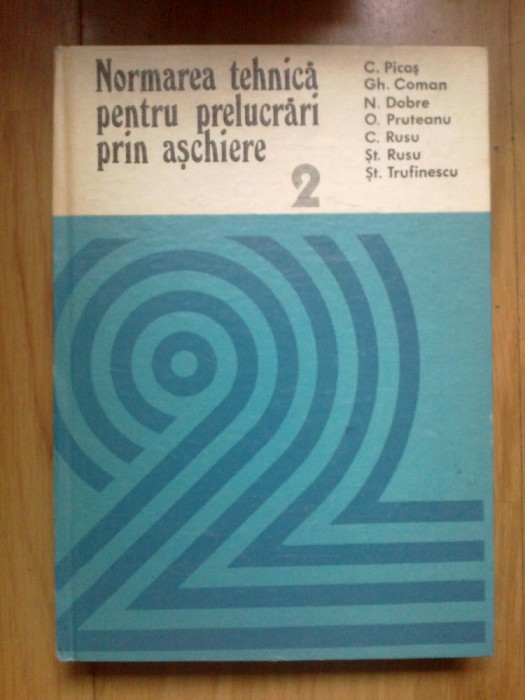 Normarea tehnică
pentru prelucrări
prin așchiere
2
C. Picoș
Gh. Coman
N. Dobre
O. Pruteanu
C. Rusu
Șt. Rusu
Șt. Trufinescu